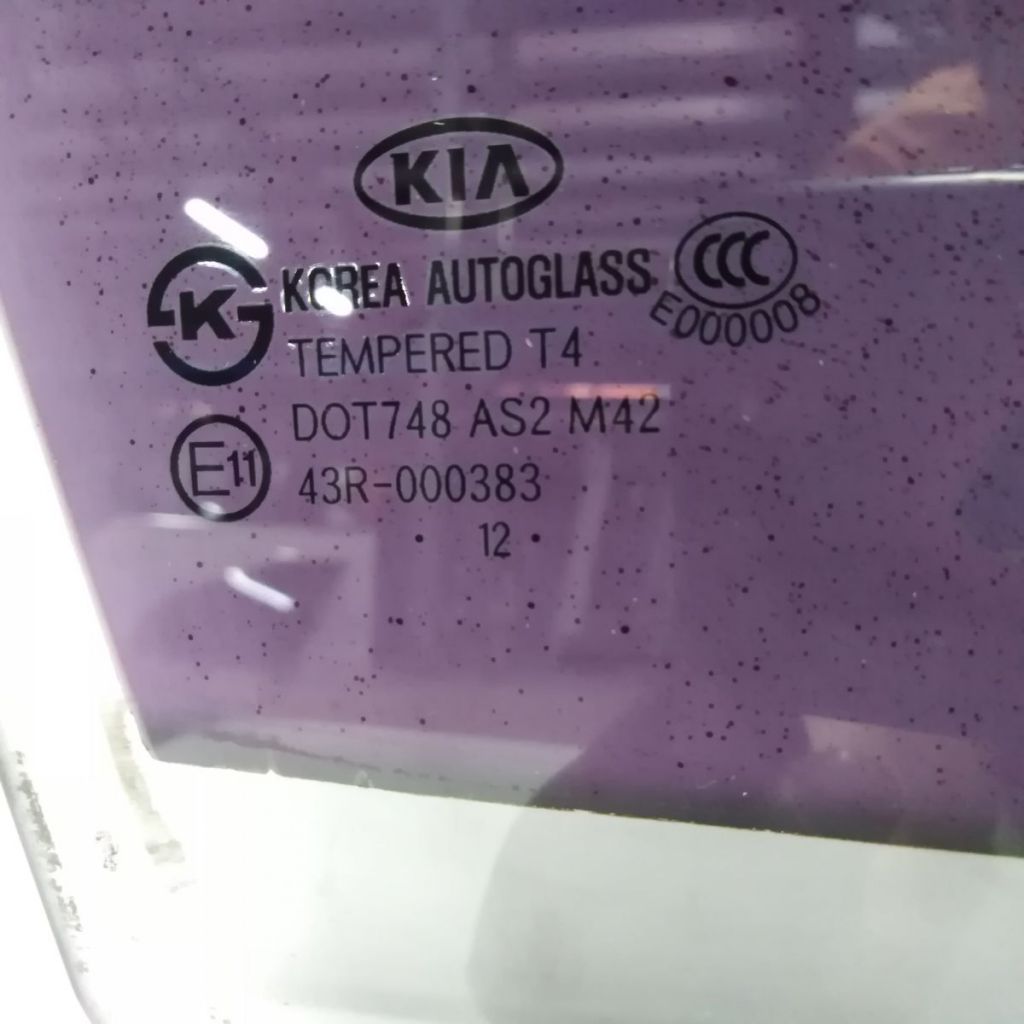 KIA
K KOREA AUTOGLASS CCC
E000008
TEMPERED T4
DOT748 AS2 M42
E11 43R-000383
. 12 .